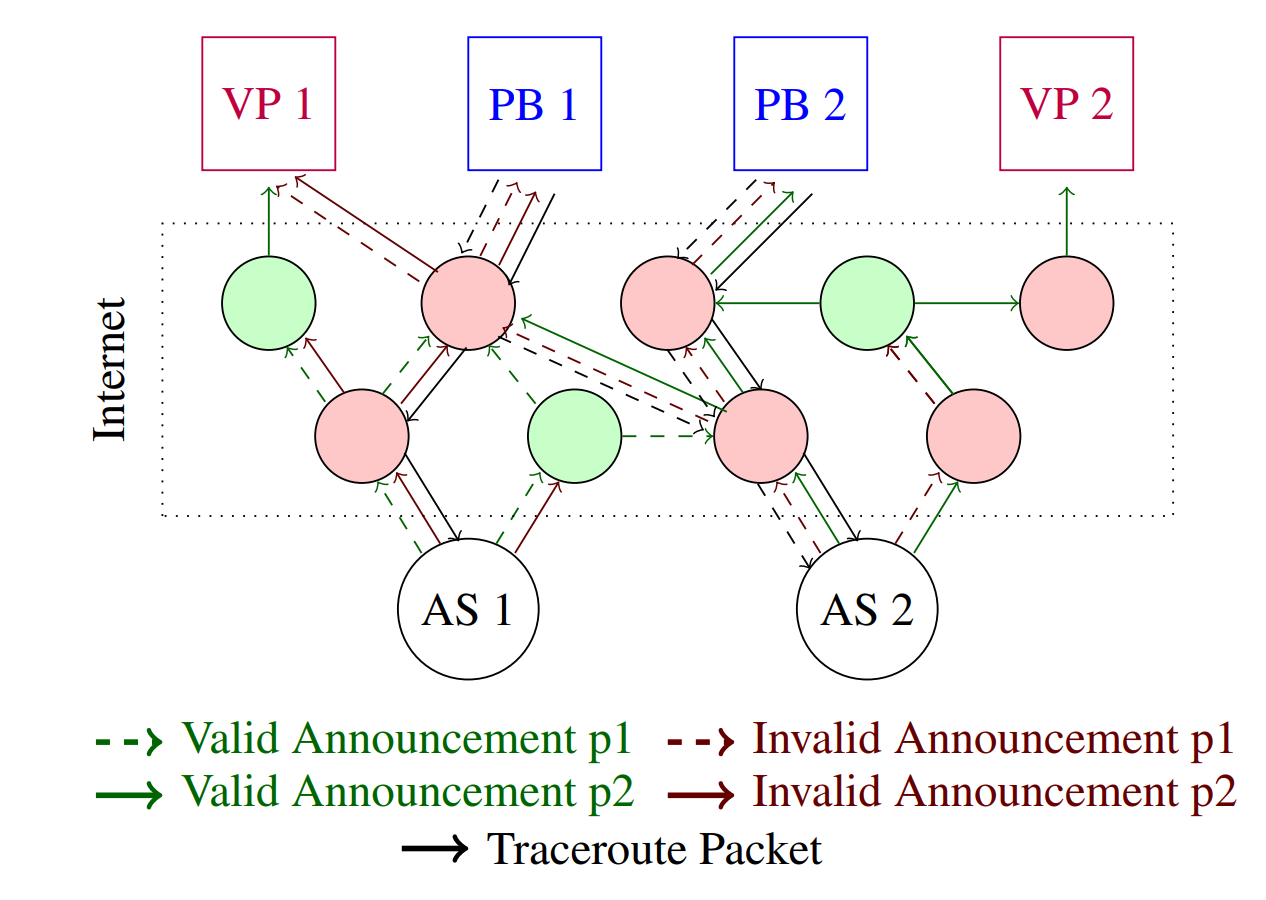 VP 1 PB 1 PB 2 VP 2
Internet
AS 1 AS 2
Valid Announcement p1 Invalid Announcement p1
Valid Announcement p2 Invalid Announcement p2
Traceroute Packet